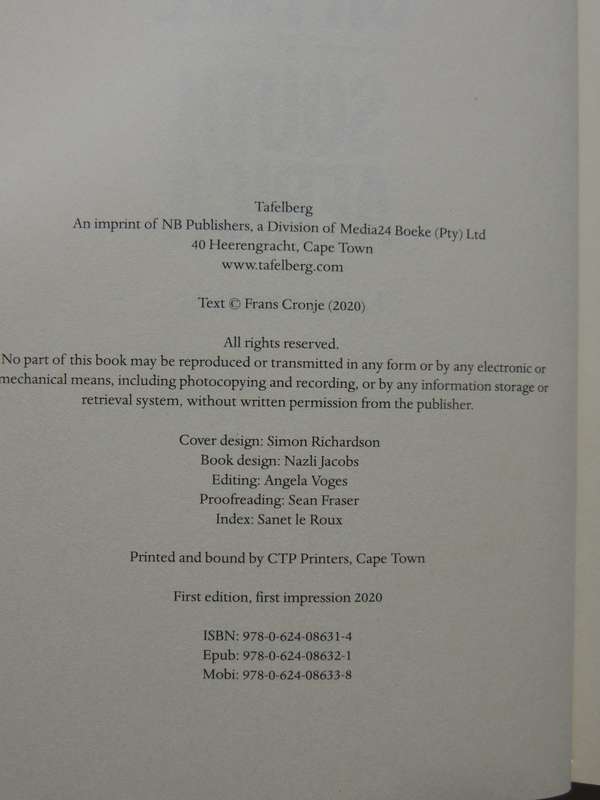 Tafelberg
An imprint of NB Publishers, a Division of Media24 Boeke (Pty) Ltd
40 Heerengracht, Cape Town
www.tafelberg.com
Text © Frans Cronje (2020)
All rights reserved.
No part of this book may be reproduced or transmitted in any form or by any electronic or
mechanical means, including photocopying and recording, or by any information storage or
retrieval system, without written permission from the publisher.
Cover design: Simon Richardson
Book design: Nazli Jacobs
Editing: Angela Voges
Proofreading: Sean Fraser
Index: Sanet le Roux
Printed and bound by CTP Printers, Cape Town
First edition, first impression 2020
ISBN: 978-0-624-08631-4
Epub: 978-0-624-08632-1
Mobi: 978-0-624-08633-8